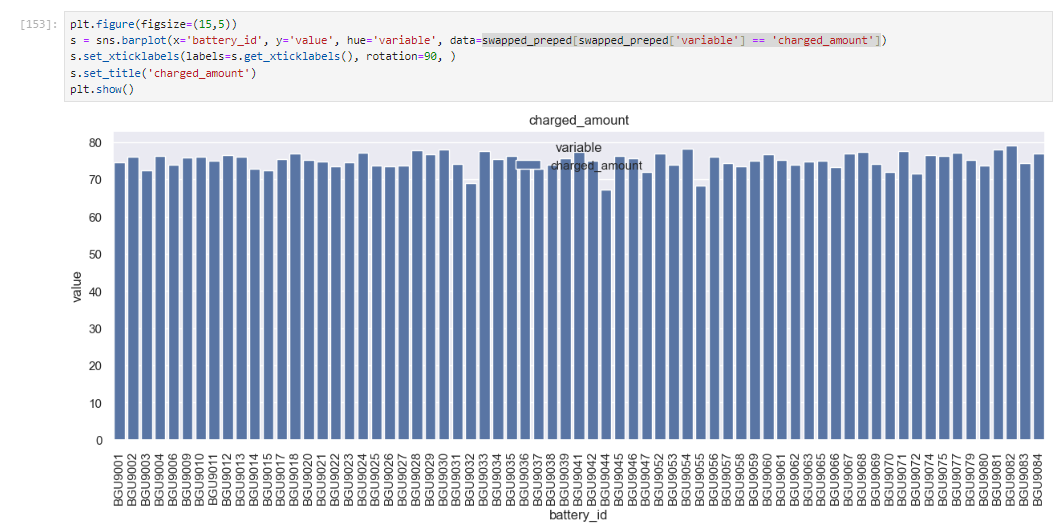 [153]: plt.figure(figsize=(15,5))
s = sns.barplot(x='battery_id', y='value', hue='variable', data=swapped_preped[swapped_preped['variable'] == 'charged_amount'])
s.set_xticklabels(labels=s.get_xticklabels(), rotation=90, )
s.set_title('charged_amount')
plt.show()
charged_amount
variable
charged_amount
80
70
60
50
40
30
20
10
0
value
BGU9001
BGU9002
BGU9003
BGU9004
BGU9006
BGU9009
BGU9010
BGU9011
BGU9012
BGU9013
BGU9014
BGU9015
BGU9017
BGU9018
BGU9020
BGU9021
BGU9022
BGU9023
BGU9024
BGU9025
BGU9026
BGU9027
BGU9028
BGU9029
BGU9030
BGU9031
BGU9032
BGU9033
BGU9034
BGU9035
BGU9036
BGU9037
BGU9038
BGU9039
BGU9041
BGU9042
BGU9044
BGU9045
BGU9046
BGU9047
BGU9052
BGU9053
BGU9054
BGU9055
BGU9056
BGU9057
BGU9058
BGU9059
BGU9060
BGU9061
BGU9062
BGU9063
BGU9065
BGU9066
BGU9067
BGU9068
BGU9069
BGU9070
BGU9071
BGU9072
BGU9074
BGU9075
BGU9077
BGU9079
BGU9080
BGU9081
BGU9082
BGU9083
BGU9084
battery_id